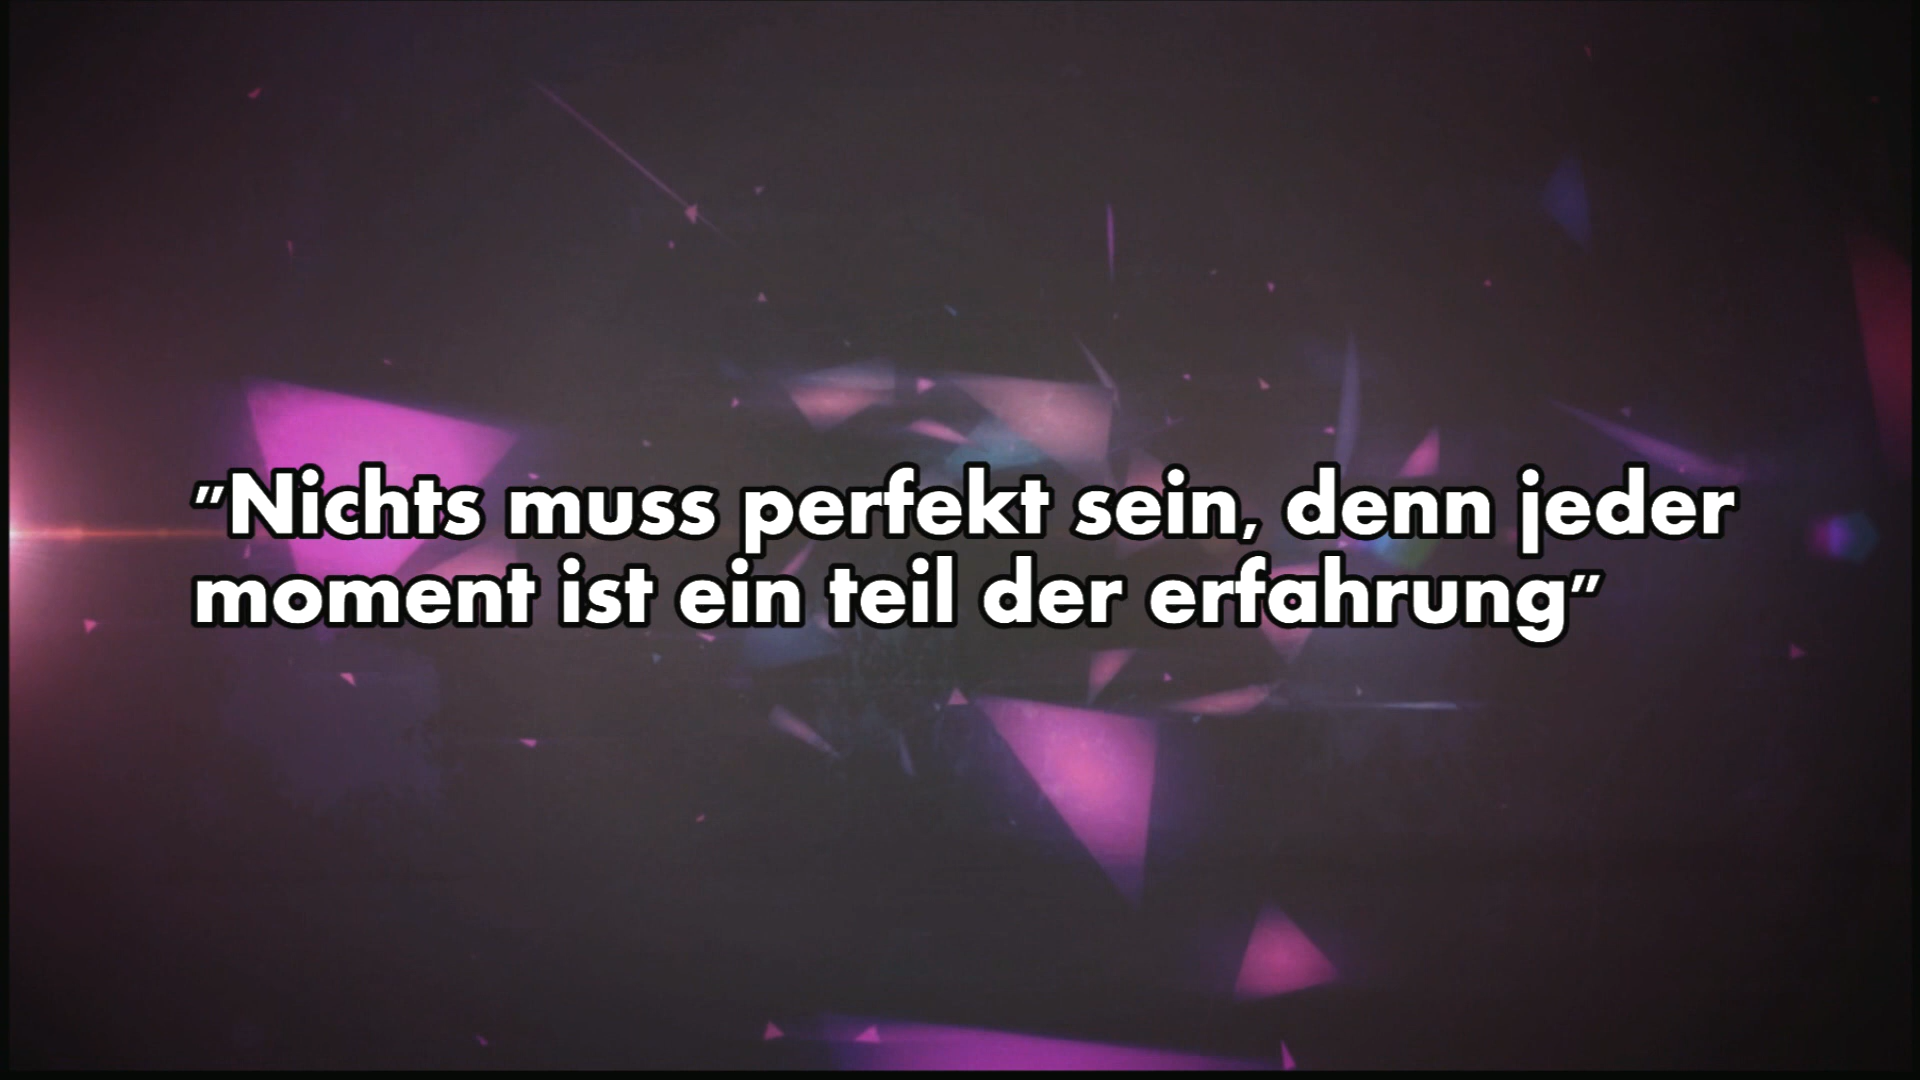 "Nichts muss perfekt sein, denn jeder
moment ist ein teil der erfahrung"